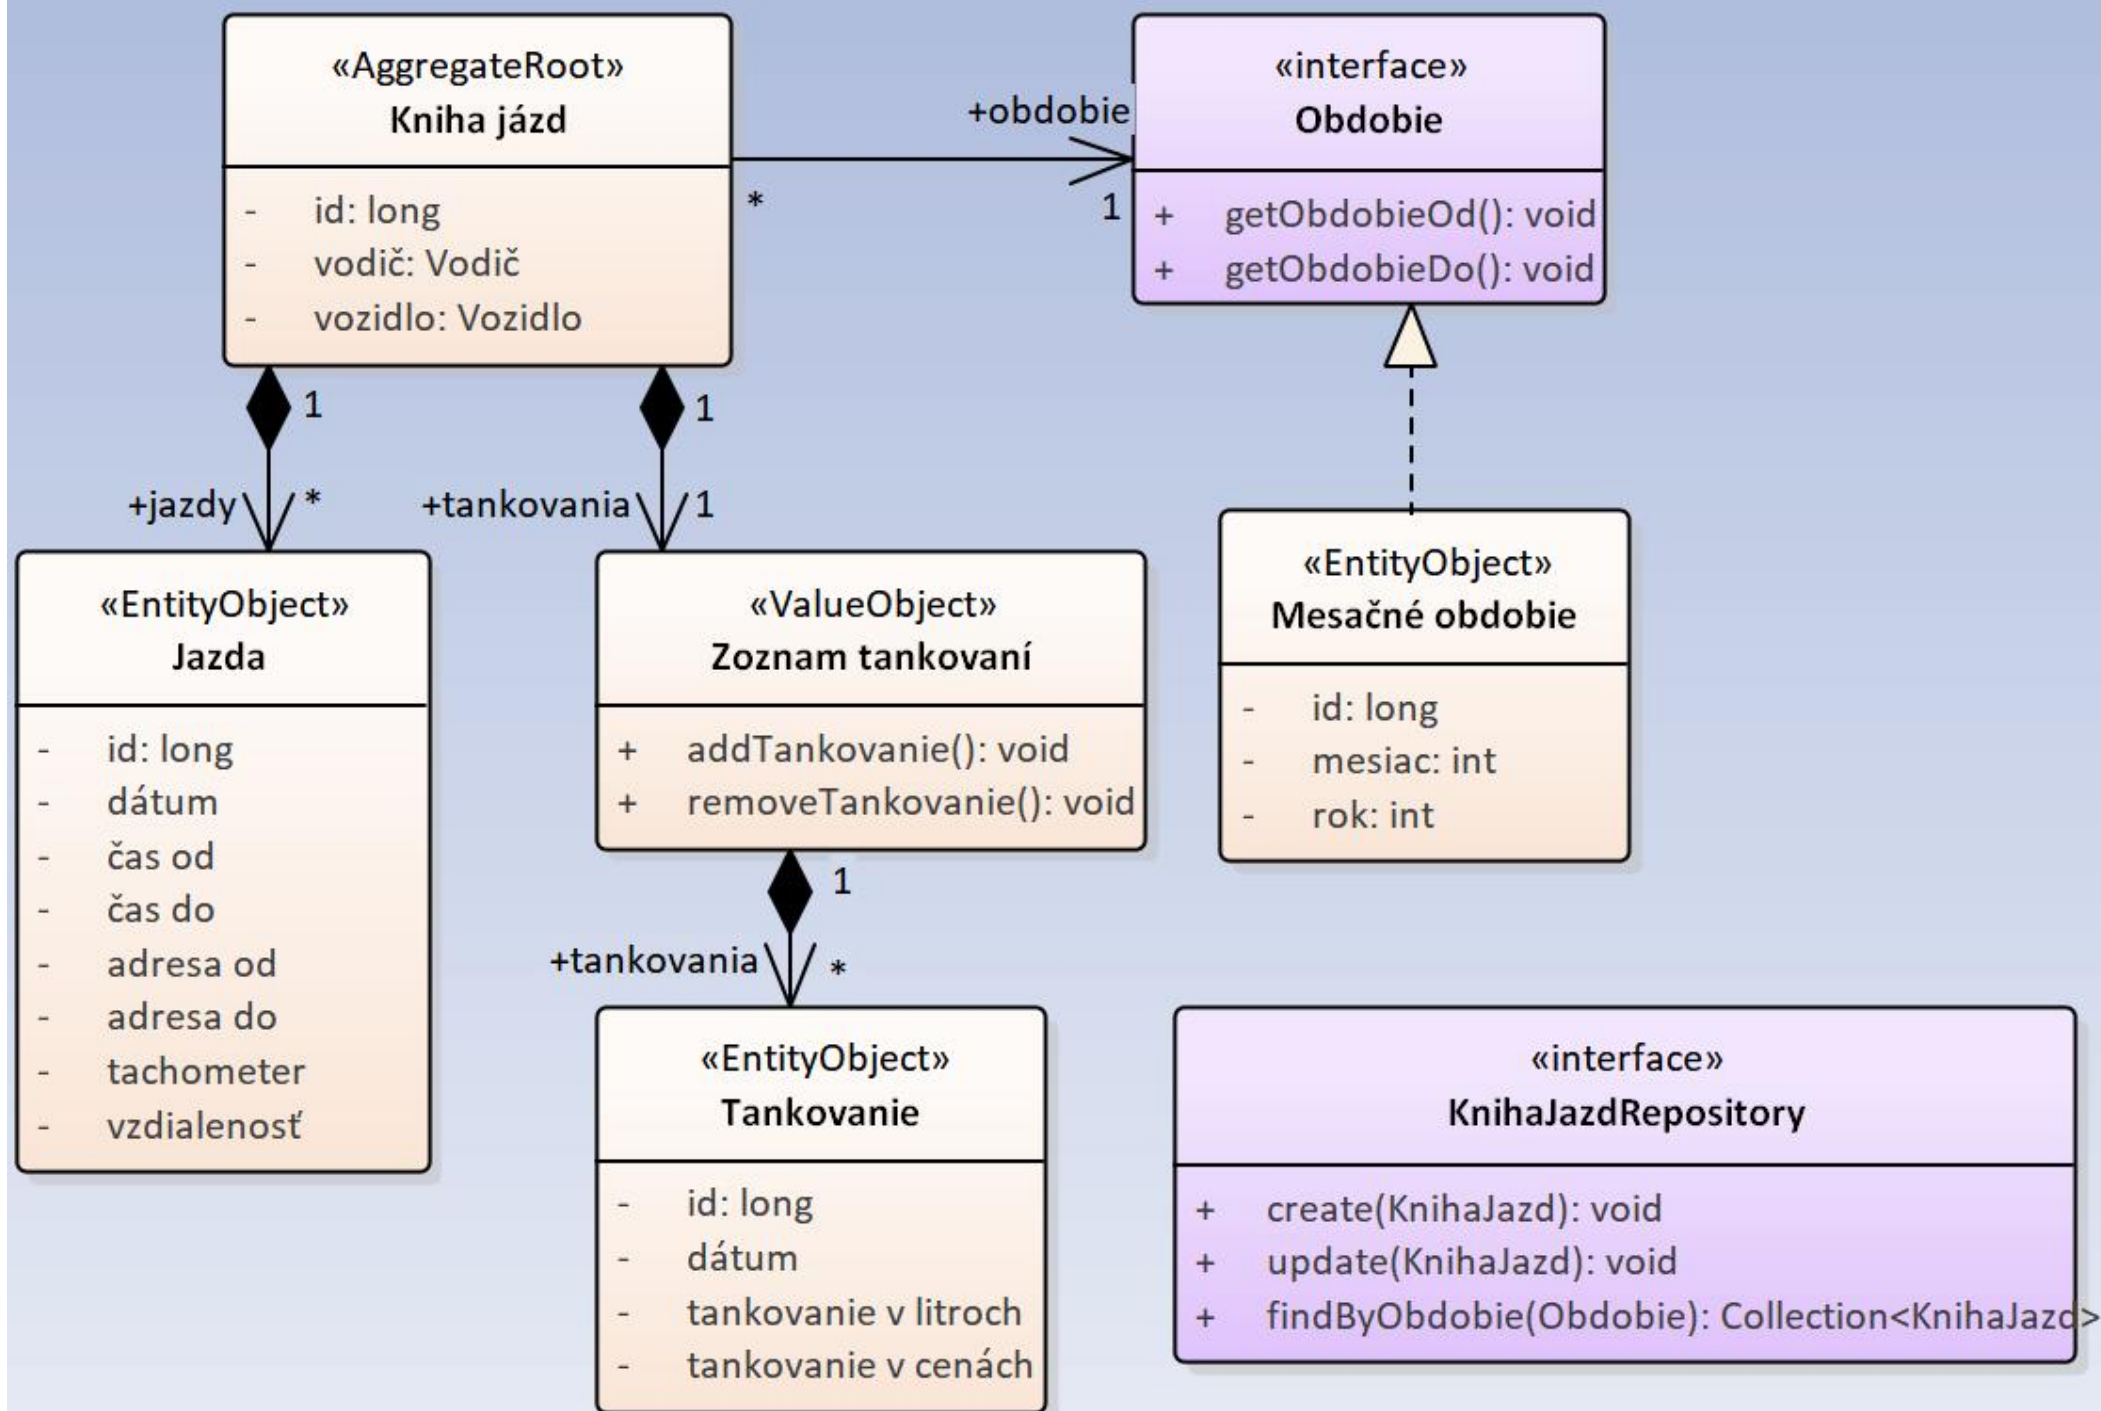 «AggregateRoot»
Kniha jázd
- id: long
- vodič: Vodič
- vozidlo: Vozidlo
+obdobie
*
1
«interface»
Obdobie
+ getObdobieOd(): void
+ getObdobieDo(): void
1
+jazdy
*
1
+tankovania
1
«EntityObject»
Jazda
- id: long
- dátum
- čas od
- čas do
- adresa od
- adresa do
- tachometer
- vzdialenosť
«ValueObject»
Zoznam tankovaní
+ addTankovanie(): void
+ removeTankovanie(): void
«EntityObject»
Mesačné obdobie
- id: long
- mesiac: int
- rok: int
1
+tankovania
*
«EntityObject»
Tankovanie
- id: long
- dátum
- tankovanie v litroch
- tankovanie v cenách
«interface»
KnihaJazdRepository
+ create(KnihaJazd): void
+ update(KnihaJazd): void
+ findByObdobie(Obdobie): Collection<KnihaJazd>